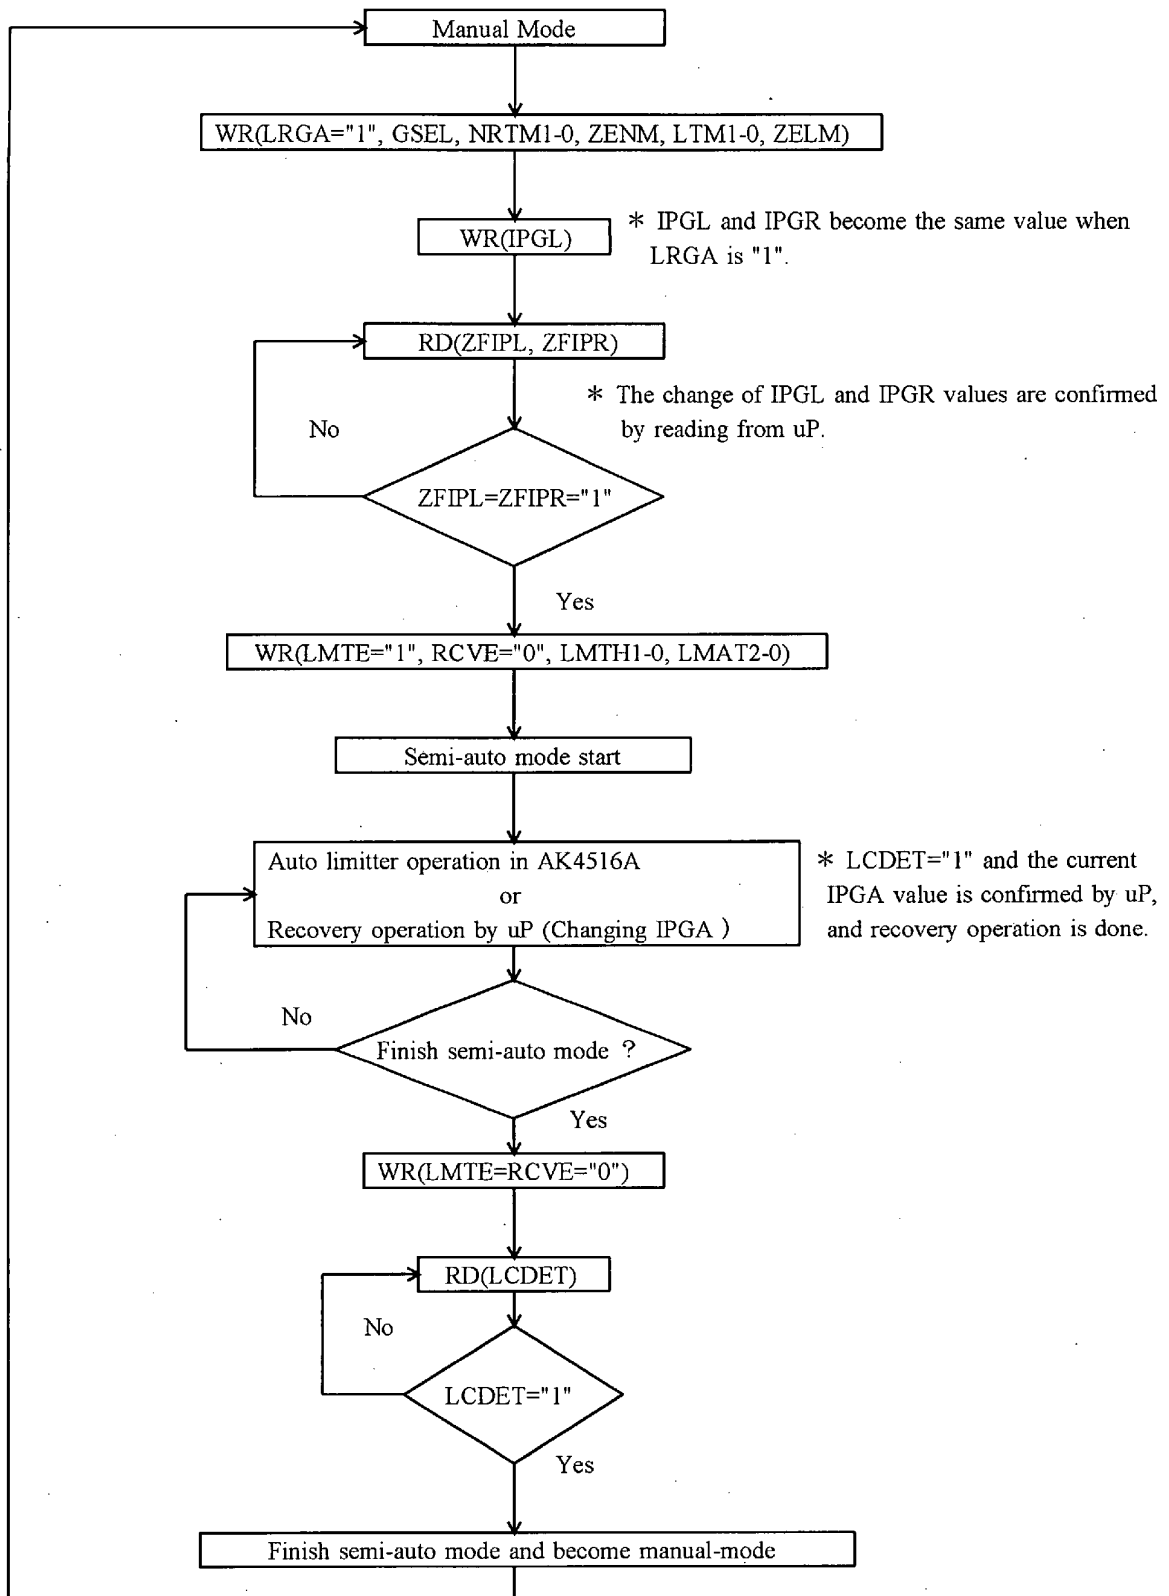 Manual Mode
WR(LRGA="1", GSEL, NRTM1-0, ZENM, LTM1-0, ZELM)
WR(IPGL)
* IPGL and IPGR become the same value when
LRGA is "1".
RD(ZFIPL, ZFIPR)
* The change of IPGL and IPGR values are confirmed
by reading from uP.
No
ZFIPL=ZFIPR="1"
Yes
WR(LMTE="1", RCVE="0", LMTH1-0, LMAT2-0)
Semi-auto mode start
Auto limitter operation in AK4516A
or
Recovery operation by uP (Changing IPGA )
* LCDET="1" and the current
IPGA value is confirmed by uP,
and recovery operation is done.
No
Finish semi-auto mode ?
Yes
WR(LMTE=RCVE="0")
RD(LCDET)
No
LCDET="1"
Yes
Finish semi-auto mode and become manual-mode